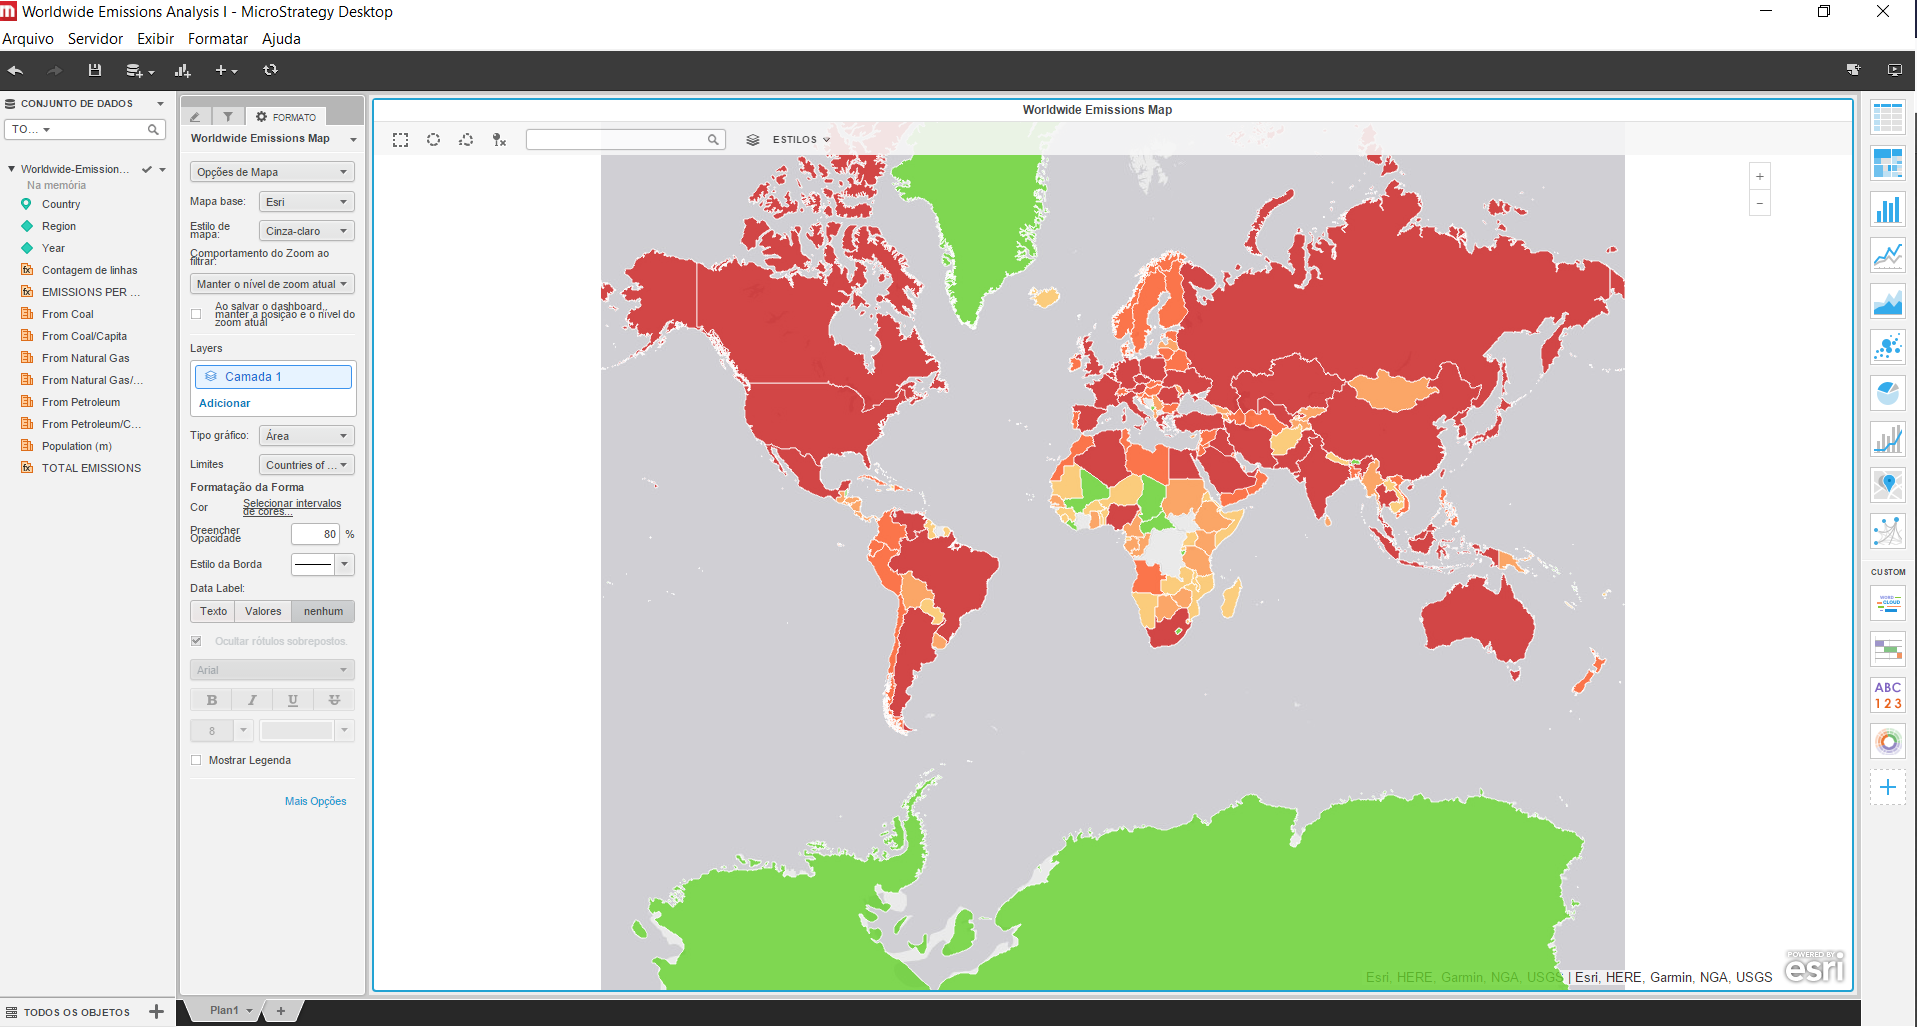 Worldwide Emissions Analysis I - MicroStrategy Desktop
Arquivo Servidor Exibir Formatar Ajuda
CONJUNTO DE DADOS
TO...
Worldwide-Emission...
Na memória
Country
Region
Year
Contagem de linhas
EMISSIONS PER ...
From Coal
From Coal/Capita
From Natural Gas
From Natural Gas/...
From Petroleum
From Petroleum/C...
Population (m)
TOTAL EMISSIONS
TODOS OS OBJETOS
FORMATO
Worldwide Emissions Map
Opções de Mapa
Mapa base: Esri
Estilo de
mapa: Cinza-claro
Comportamento do Zoom ao
filtrar:
Manter o nível de zoom atual
Ao salvar o dashboard,
manter a posição e o nível do
zoom atual
Layers
Camada 1
Adicionar
Tipo gráfico: Área
Limites Countries of ...
Formatação da Forma
Cor Selecionar intervalos
de cores...
Preencher
Opacidade 80 %
Estilo da Borda
Data Label:
Texto Valores nenhum
Ocultar rótulos sobrepostos.
Arial
B I U
8
Mostrar Legenda
Mais Opções
Worldwide Emissions Map
ESTILOS
+
−
Esri, HERE, Garmin, NGA, USGS | Esri, HERE, Garmin, NGA, USGS
POWERED BY
esri
Plan1
+
CUSTOM
WORD
CLOUD
ABC
123